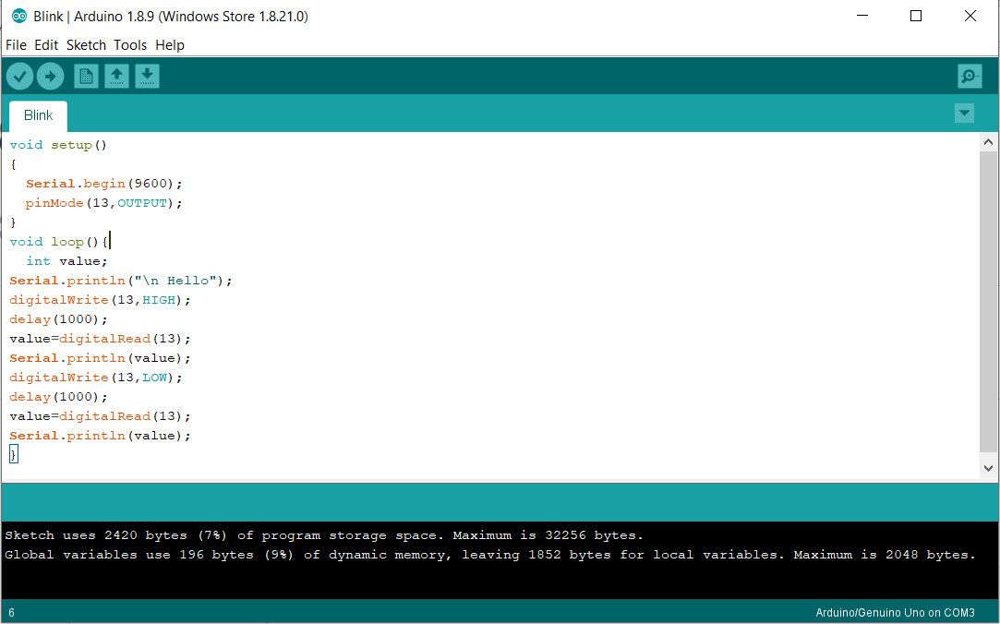 Blink | Arduino 1.8.9 (Windows Store 1.8.21.0)
File Edit Sketch Tools Help
Blink
void setup()
{
  Serial.begin(9600);
  pinMode(13,OUTPUT);
}
void loop(){
  int value;
Serial.println("\n Hello");
digitalWrite(13,HIGH);
delay(1000);
value=digitalRead(13);
Serial.println(value);
digitalWrite(13,LOW);
delay(1000);
value=digitalRead(13);
Serial.println(value);
}
Sketch uses 2420 bytes (7%) of program storage space. Maximum is 32256 bytes.
Global variables use 196 bytes (9%) of dynamic memory, leaving 1852 bytes for local variables. Maximum is 2048 bytes.
6 Arduino/Genuino Uno on COM3